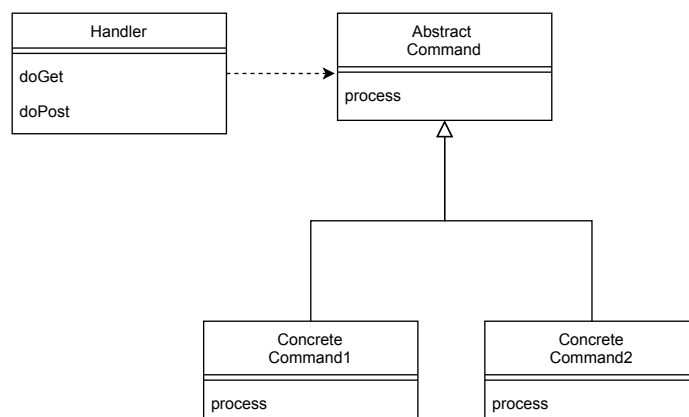 Handler
doGet
doPost
Abstract
Command
process
Concrete
Command1
process
Concrete
Command2
process